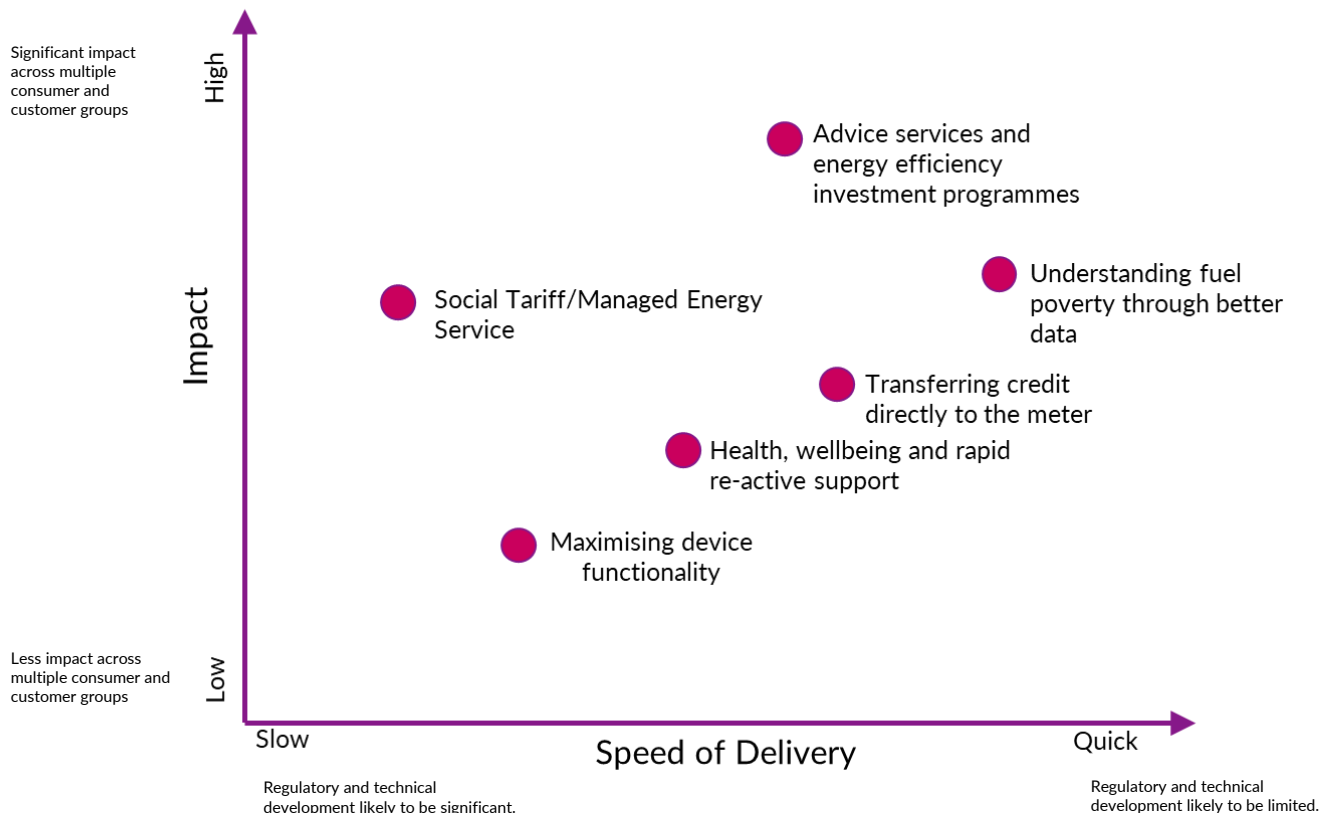 Significant impact
across multiple
consumer and
customer groups
High
Advice services and
energy efficiency
investment programmes
Understanding fuel
poverty through better
data
Social Tariff/Managed Energy
Service
Impact
Transferring credit
directly to the meter
Health, wellbeing and rapid
re-active support
Maximising device
functionality
Less impact across
multiple consumer and
customer groups
Low
Slow
Speed of Delivery
Quick
Regulatory and technical
development likely to be significant.
Regulatory and technical
development likely to be limited.